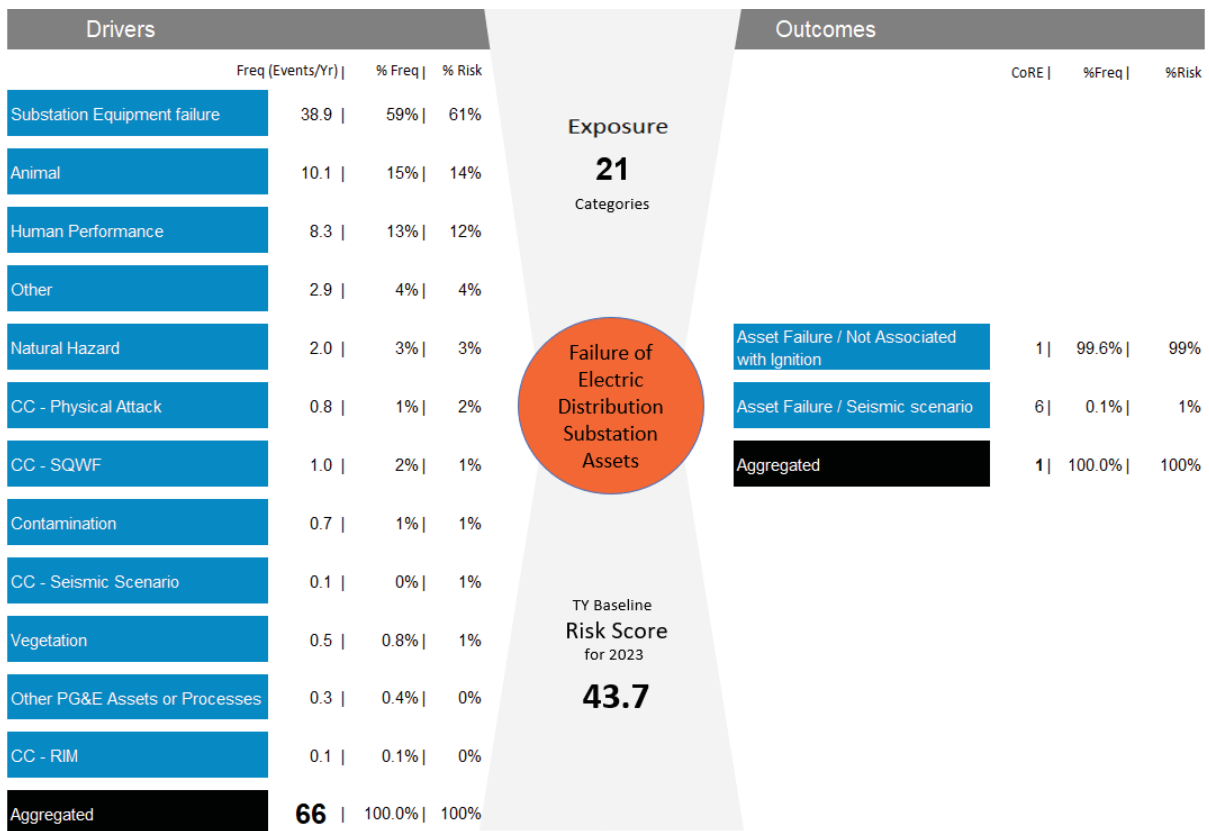 Drivers
Freq (Events/Yr) | % Freq | % Risk
Substation Equipment failure 38.9 | 59% | 61%
Animal 10.1 | 15% | 14%
Human Performance 8.3 | 13% | 12%
Other 2.9 | 4% | 4%
Natural Hazard 2.0 | 3% | 3%
CC - Physical Attack 0.8 | 1% | 2%
CC - SQWF 1.0 | 2% | 1%
Contamination 0.7 | 1% | 1%
CC - Seismic Scenario 0.1 | 0% | 1%
Vegetation 0.5 | 0.8% | 1%
Other PG&E Assets or Processes 0.3 | 0.4% | 0%
CC - RIM 0.1 | 0.1% | 0%
Aggregated 66 | 100.0% | 100%
Exposure
21
Categories
Failure of
Electric
Distribution
Substation
Assets
TY Baseline
Risk Score
for 2023
43.7
Outcomes
CoRE | %Freq | %Risk
Asset Failure / Not Associated
with Ignition 1 | 99.6% | 99%
Asset Failure / Seismic scenario 6 | 0.1% | 1%
Aggregated 1 | 100.0% | 100%